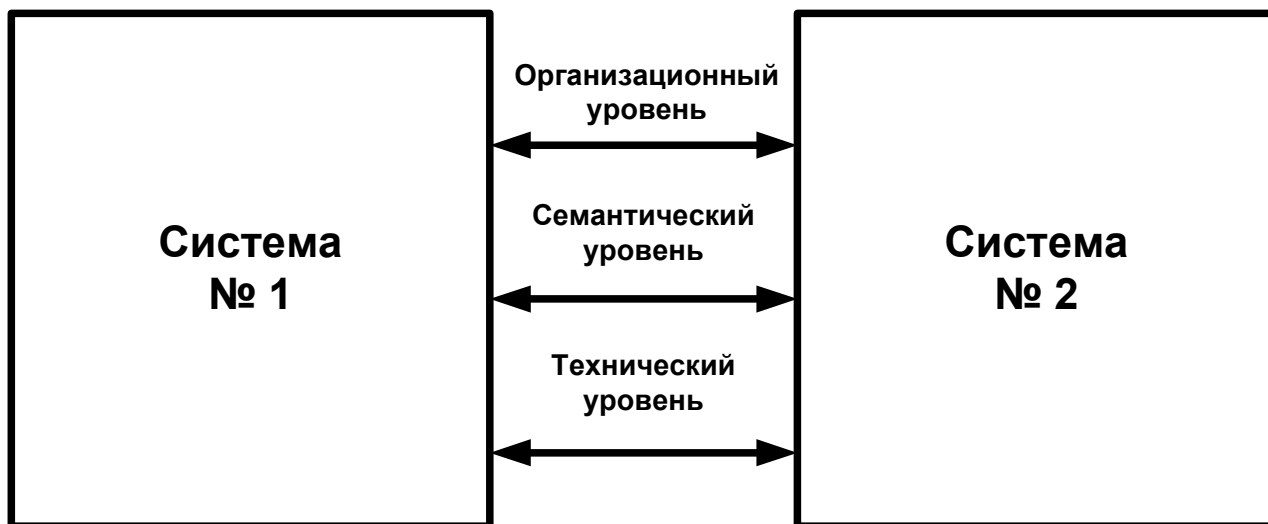 Организационный
уровень
Семантический
уровень
Система
№ 1
Система
№ 2
Технический
уровень